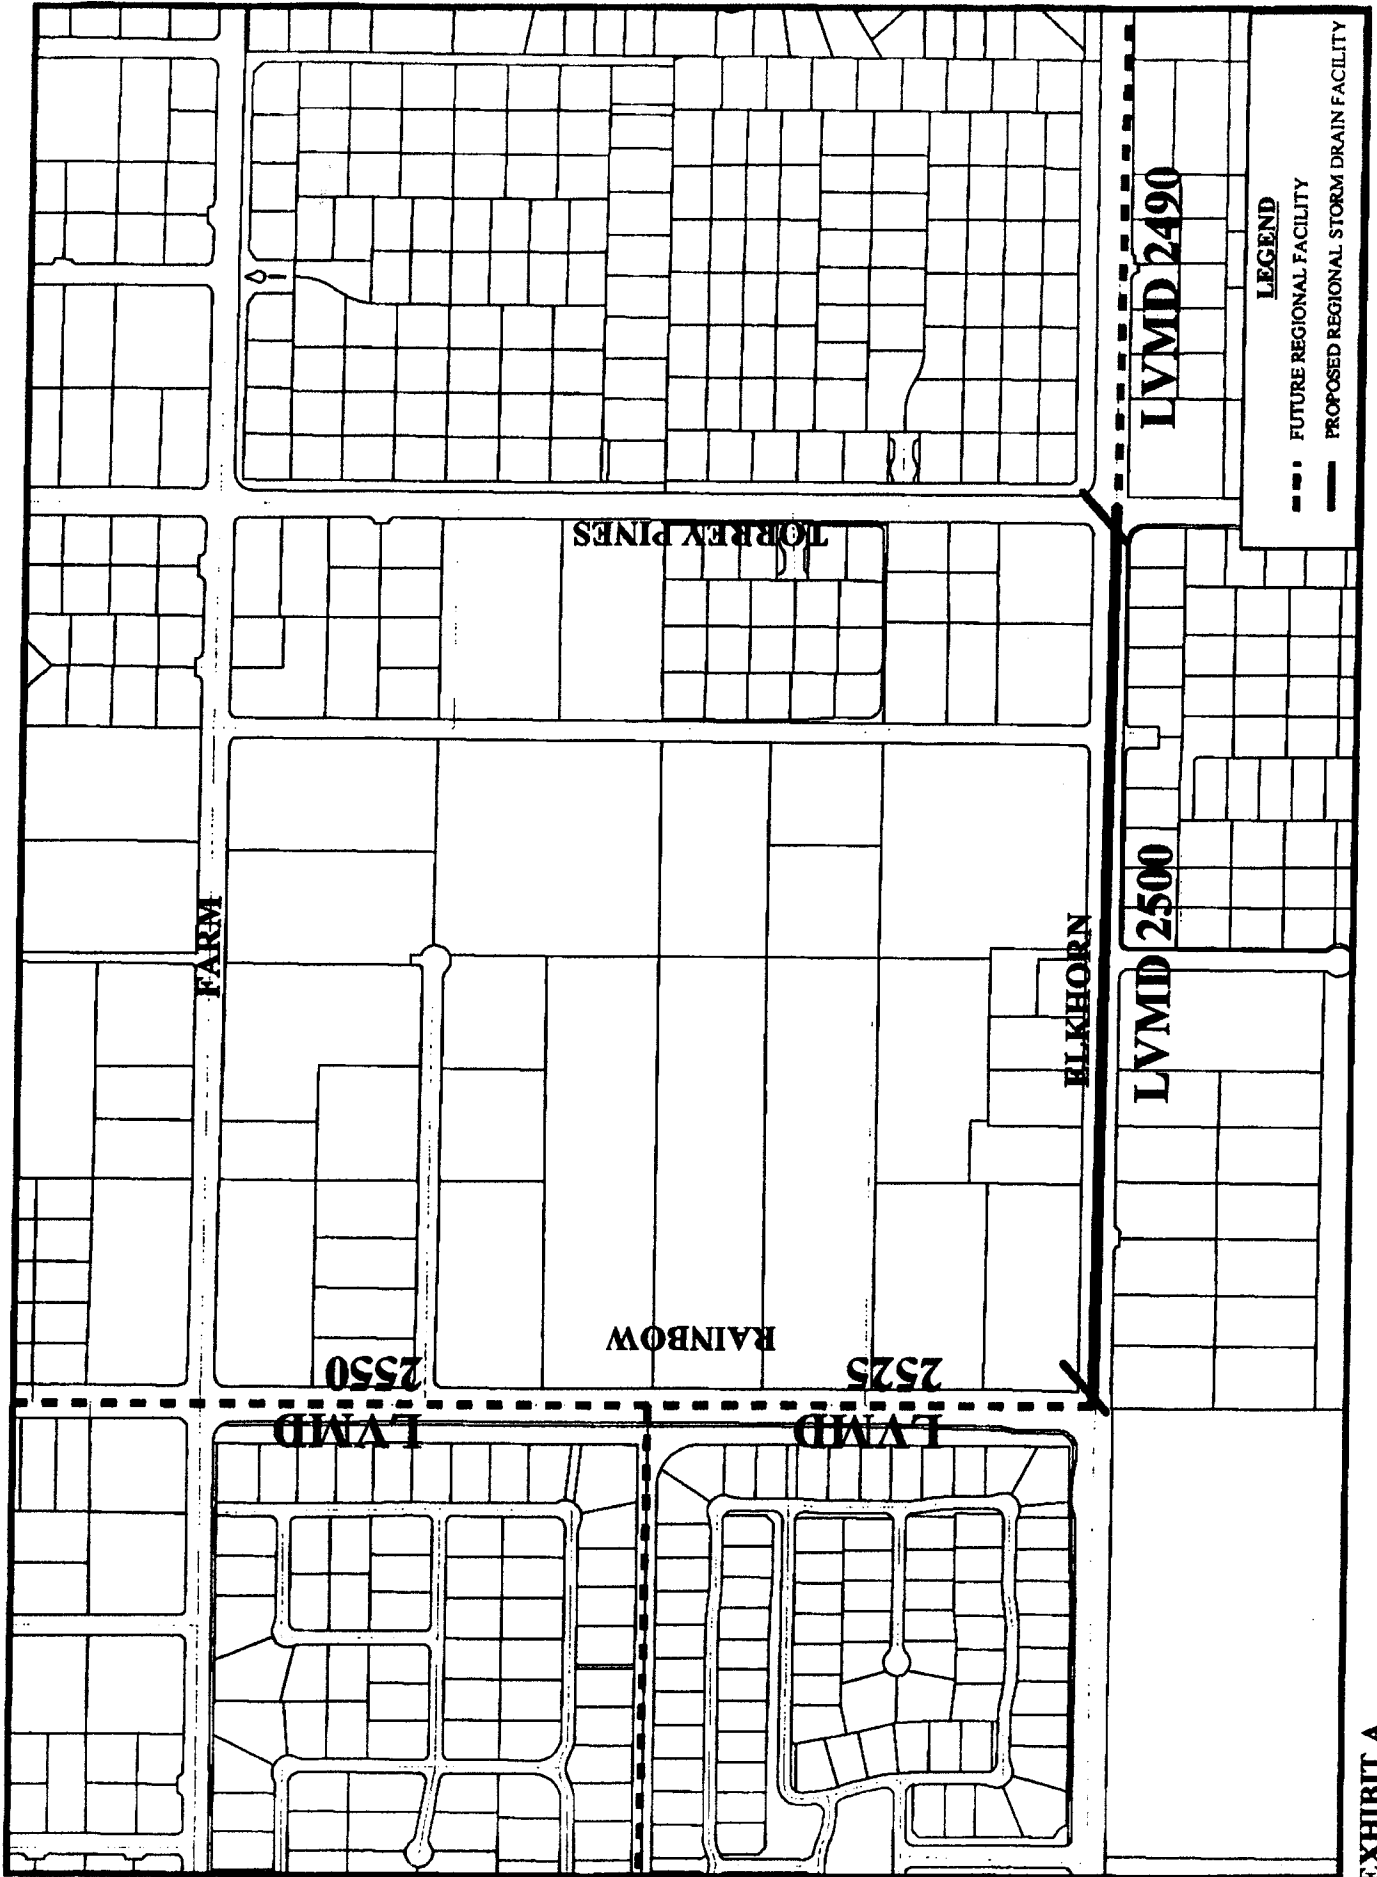 FARM
TORREY PINES
RAINBOW
ELKHORN
LVMD 2550
LVMD 2525
LVMD 2500
LVMD 2490
LEGEND
FUTURE REGIONAL FACILITY
PROPOSED REGIONAL STORM DRAIN FACILITY
EXHIBIT A